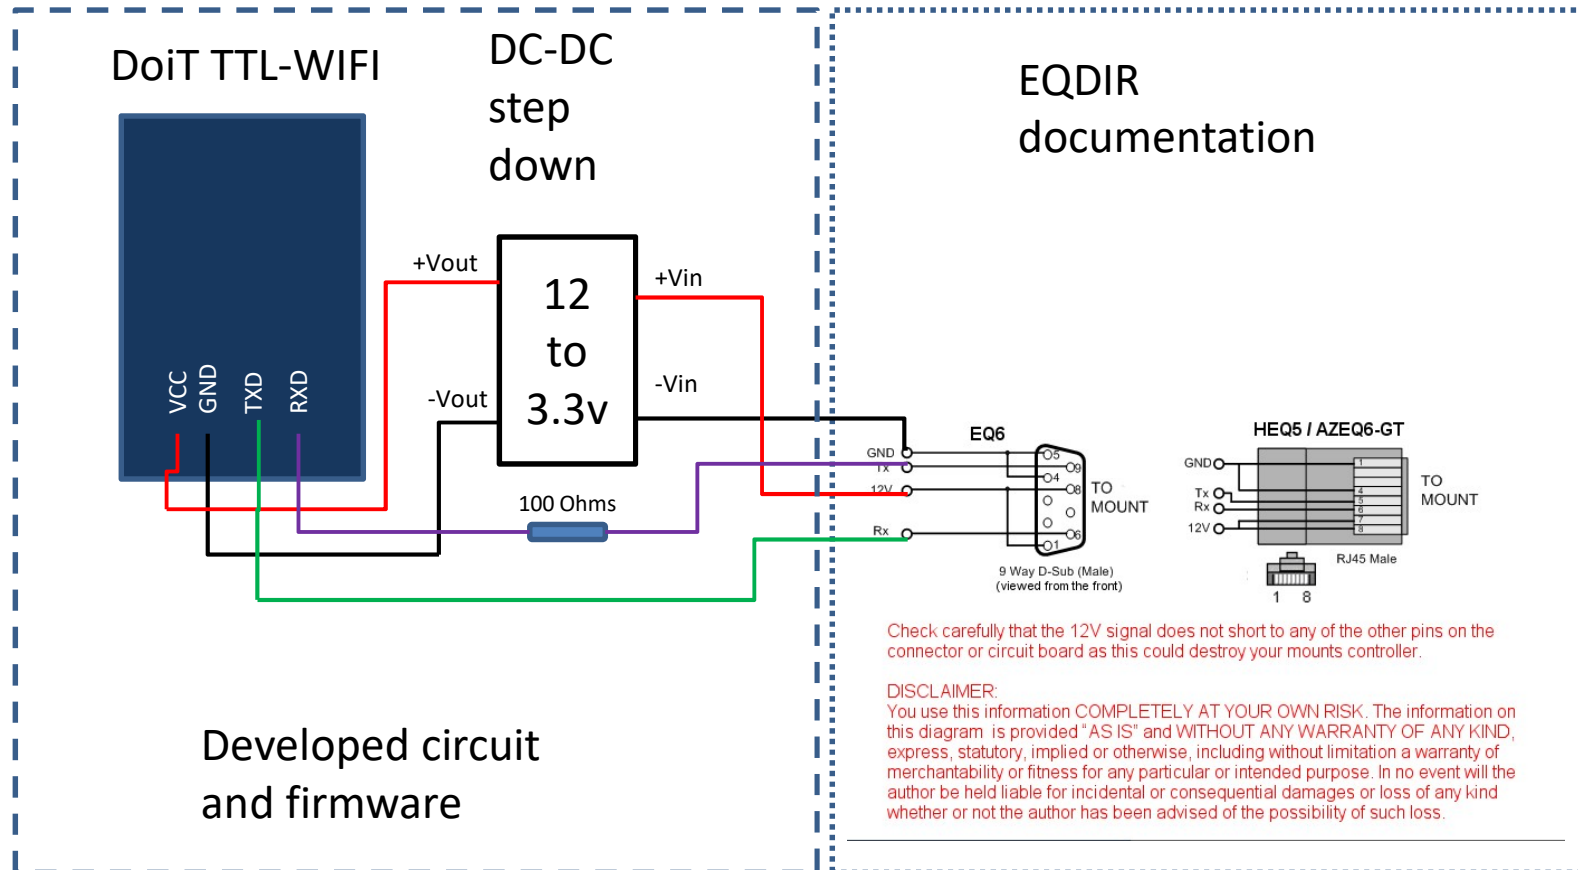 DoiT TTL-WIFI
DC-DC
step
down
EQDIR
documentation
+Vout
12
to
3.3v
+Vin
-Vout
-Vin
VCC
GND
TXD
RXD
100 Ohms
EQ6
GND
Tx
12V
Rx
5
9
4
8
6
1
TO
MOUNT
9 Way D-Sub (Male)
(viewed from the front)
HEQ5 / AZEQ6-GT
GND
Tx
Rx
12V
1
4
5
6
7
8
TO
MOUNT
RJ45 Male
1 8
Check carefully that the 12V signal does not short to any of the other pins on the
connector or circuit board as this could destroy your mounts controller.
DISCLAIMER:
You use this information COMPLETELY AT YOUR OWN RISK. The information on
this diagram is provided "AS IS" and WITHOUT ANY WARRANTY OF ANY KIND,
express, statutory, implied or otherwise, including without limitation a warranty of
merchantability or fitness for any particular or intended purpose. In no event will the
author be held liable for incidental or consequential damages or loss of any kind
whether or not the author has been advised of the possibility of such loss.
Developed circuit
and firmware